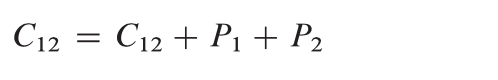 C₁₂ = C₁₂ + P₁ + P₂